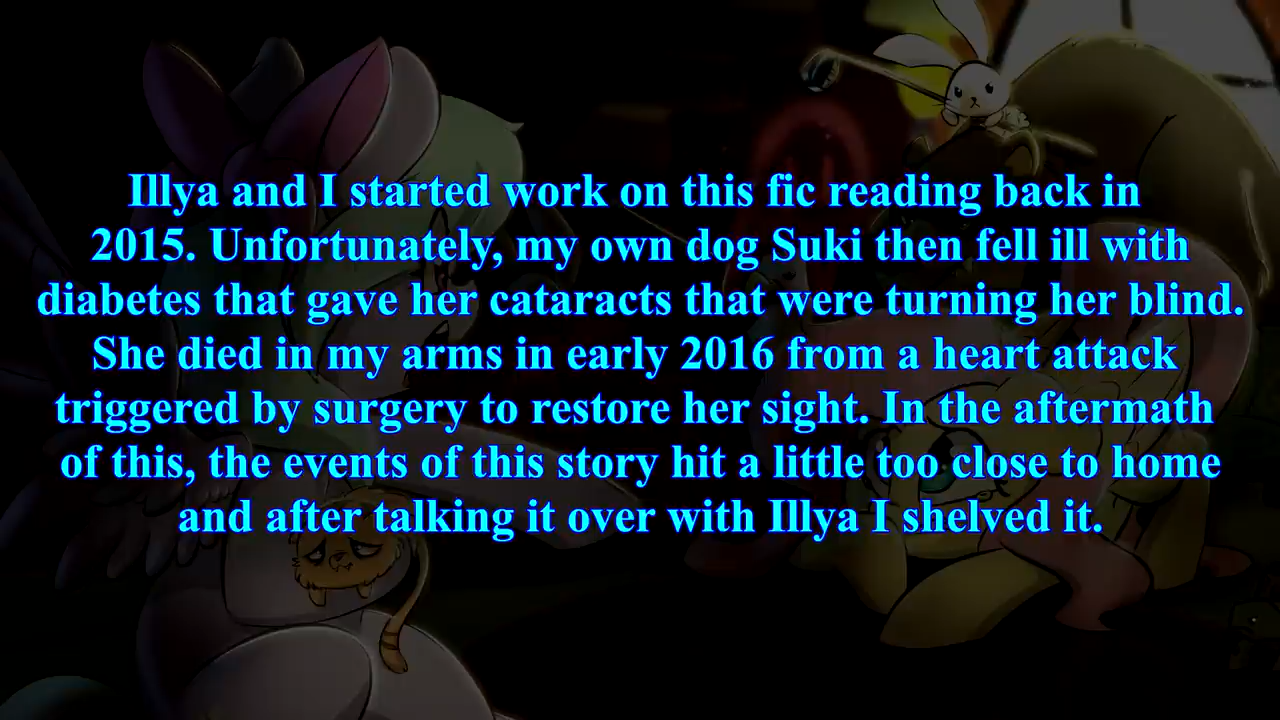 Illya and I started work on this fic reading back in
2015. Unfortunately, my own dog Suki then fell ill with
diabetes that gave her cataracts that were turning her blind.
She died in my arms in early 2016 from a heart attack
triggered by surgery to restore her sight. In the aftermath
of this, the events of this story hit a little too close to home
and after talking it over with Illya I shelved it.